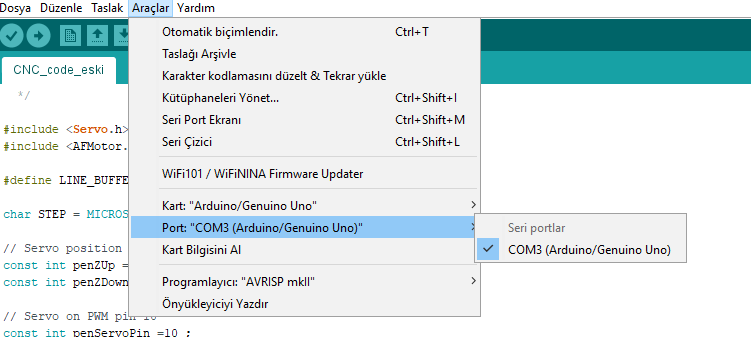 Dosya Düzenle Taslak Araçlar Yardım
Otomatik biçimlendir. Ctrl+T
Taslağı Arşivle
Karakter kodlamasını düzelt & Tekrar yükle
Kütüphaneleri Yönet... Ctrl+Shift+I
Seri Port Ekranı Ctrl+Shift+M
Seri Çizici Ctrl+Shift+L
WiFi101 / WiFiNINA Firmware Updater
Kart: "Arduino/Genuino Uno"
Port: "COM3 (Arduino/Genuino Uno)"
Kart Bilgisini Al
Programlayıcı: "AVRISP mkII"
Önyükleyiciyi Yazdır
Seri portlar
COM3 (Arduino/Genuino Uno)
CNC_code_eski
*/
#include <Servo.h>
#include <AFMotor.
#define LINE_BUFFE
char STEP = MICROS
// Servo position
const int penZUp =
const int penZDown
// Servo on PWM pin 10
const int penServoPin =10 ;